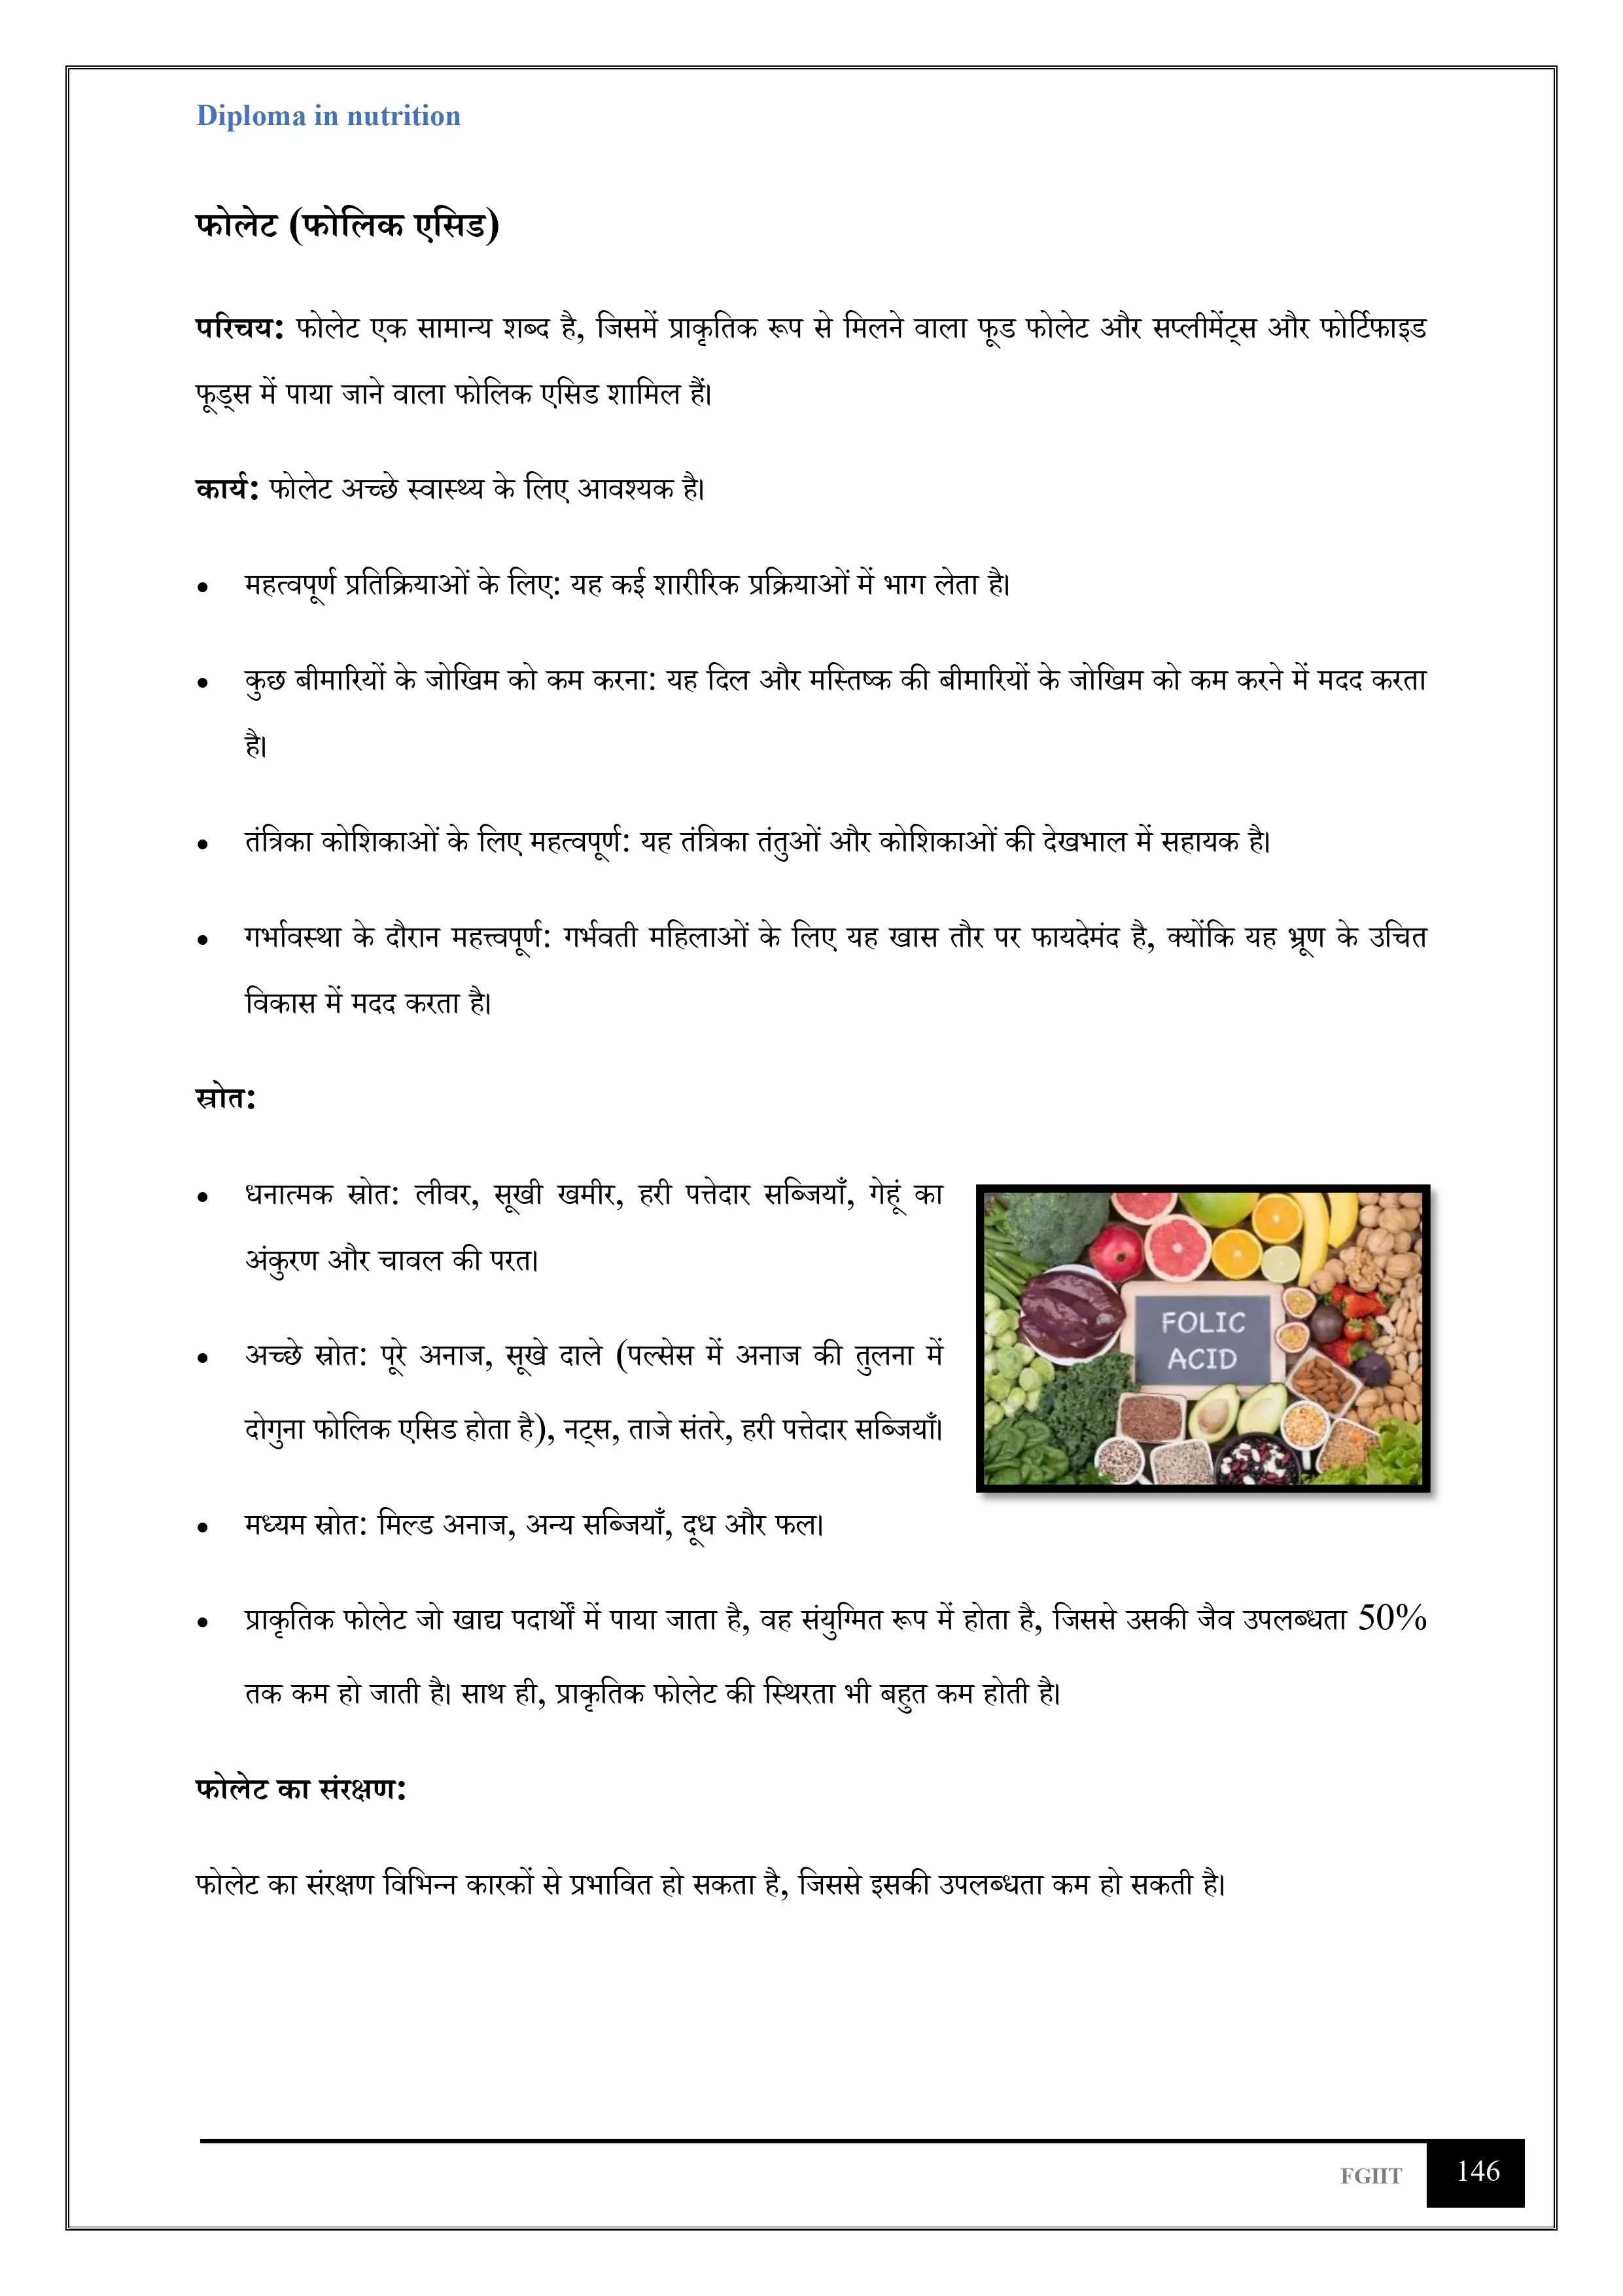 Diploma in nutrition
फोलेट (फोलिक एसिड)
परिचय: फोलेट एक सामान्य शब्द है, जिसमें प्राकृतिक रूप से मिलने वाला फूड फोलेट और सप्लीमेंट्स और फोर्टिफाइड
फूड्स में पाया जाने वाला फोलिक एसिड शामिल हैं।
कार्य: फोलेट अच्छे स्वास्थ्य के लिए आवश्यक है।
• महत्वपूर्ण प्रतिक्रियाओं के लिए: यह कई शारीरिक प्रक्रियाओं में भाग लेता है।
• कुछ बीमारियों के जोखिम को कम करना: यह दिल और मस्तिष्क की बीमारियों के जोखिम को कम करने में मदद करता
है।
• तंत्रिका कोशिकाओं के लिए महत्वपूर्ण: यह तंत्रिका तंतुओं और कोशिकाओं की देखभाल में सहायक है।
• गर्भावस्था के दौरान महत्त्वपूर्ण: गर्भवती महिलाओं के लिए यह खास तौर पर फायदेमंद है, क्योंकि यह भ्रूण के उचित
विकास में मदद करता है।
स्रोत:
• धनात्मक स्रोत: लीवर, सूखी खमीर, हरी पत्तेदार सब्जियाँ, गेहूं का
अंकुरण और चावल की परत।
• अच्छे स्रोत: पूरे अनाज, सूखे दाले (पल्सेस में अनाज की तुलना में
दोगुना फोलिक एसिड होता है), नट्स, ताजे संतरे, हरी पत्तेदार सब्जियाँ।
FOLIC
ACID
• मध्यम स्रोत: मिल्ड अनाज, अन्य सब्जियाँ, दूध और फल।
• प्राकृतिक फोलेट जो खाद्य पदार्थों में पाया जाता है, वह संयुग्मित रूप में होता है, जिससे उसकी जैव उपलब्धता 50%
तक कम हो जाती है। साथ ही, प्राकृतिक फोलेट की स्थिरता भी बहुत कम होती है।
फोलेट का संरक्षण:
फोलेट का संरक्षण विभिन्न कारकों से प्रभावित हो सकता है, जिससे इसकी उपलब्धता कम हो सकती है।
FGIIT 146